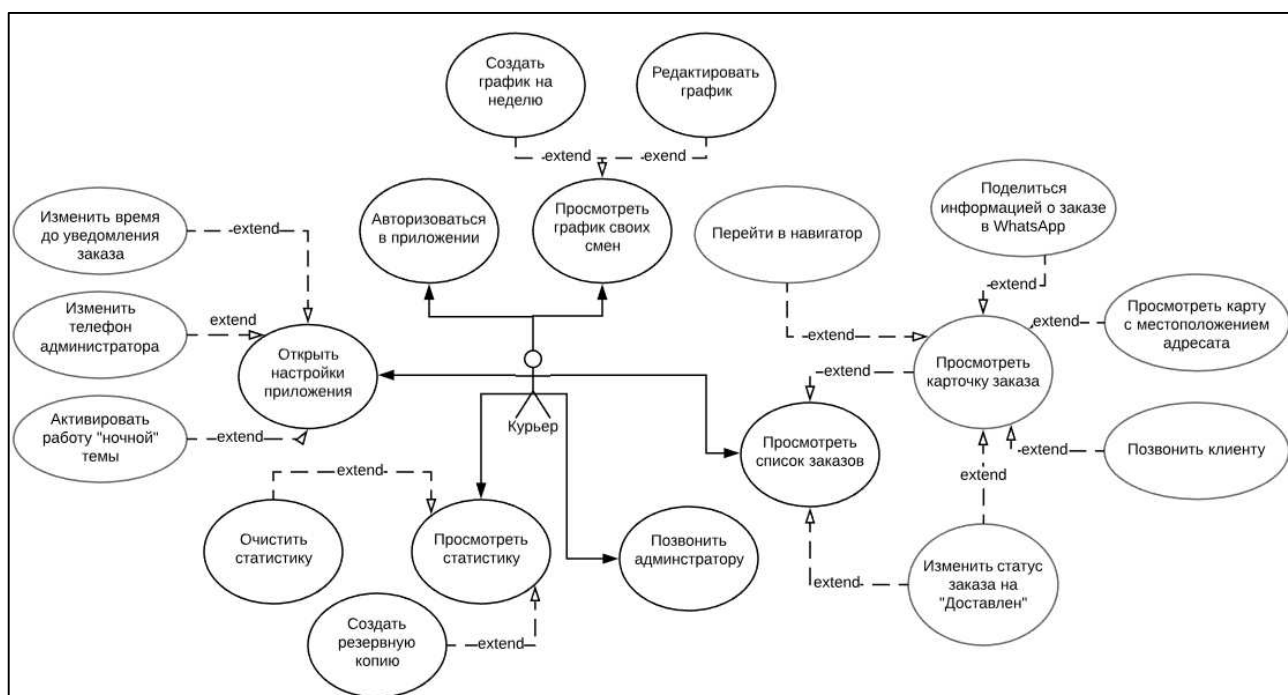 Создать
график на
неделю
Редактировать
график
extend
exend
Изменить время
до уведомления
заказа
extend
Авторизоваться
в приложении
Просмотреть
график своих
смен
Перейти в навигатор
Поделиться
информацией о заказе
в WhatsApp
extend
Изменить
телефон
администратора
extend
Просмотреть карту
с местоположением
адресата
extend
extend
Открыть
настройки
приложения
Просмотреть
карточку заказа
extend
Активировать
работу "ночной"
темы
extend
Курьер
Просмотреть
список заказов
Позвонить клиенту
extend
extend
extend
Очистить
статистику
Просмотреть
статистику
Позвонить
админстратору
extend
Изменить статус
заказа на
"Доставлен"
Создать
резервную
копию
extend